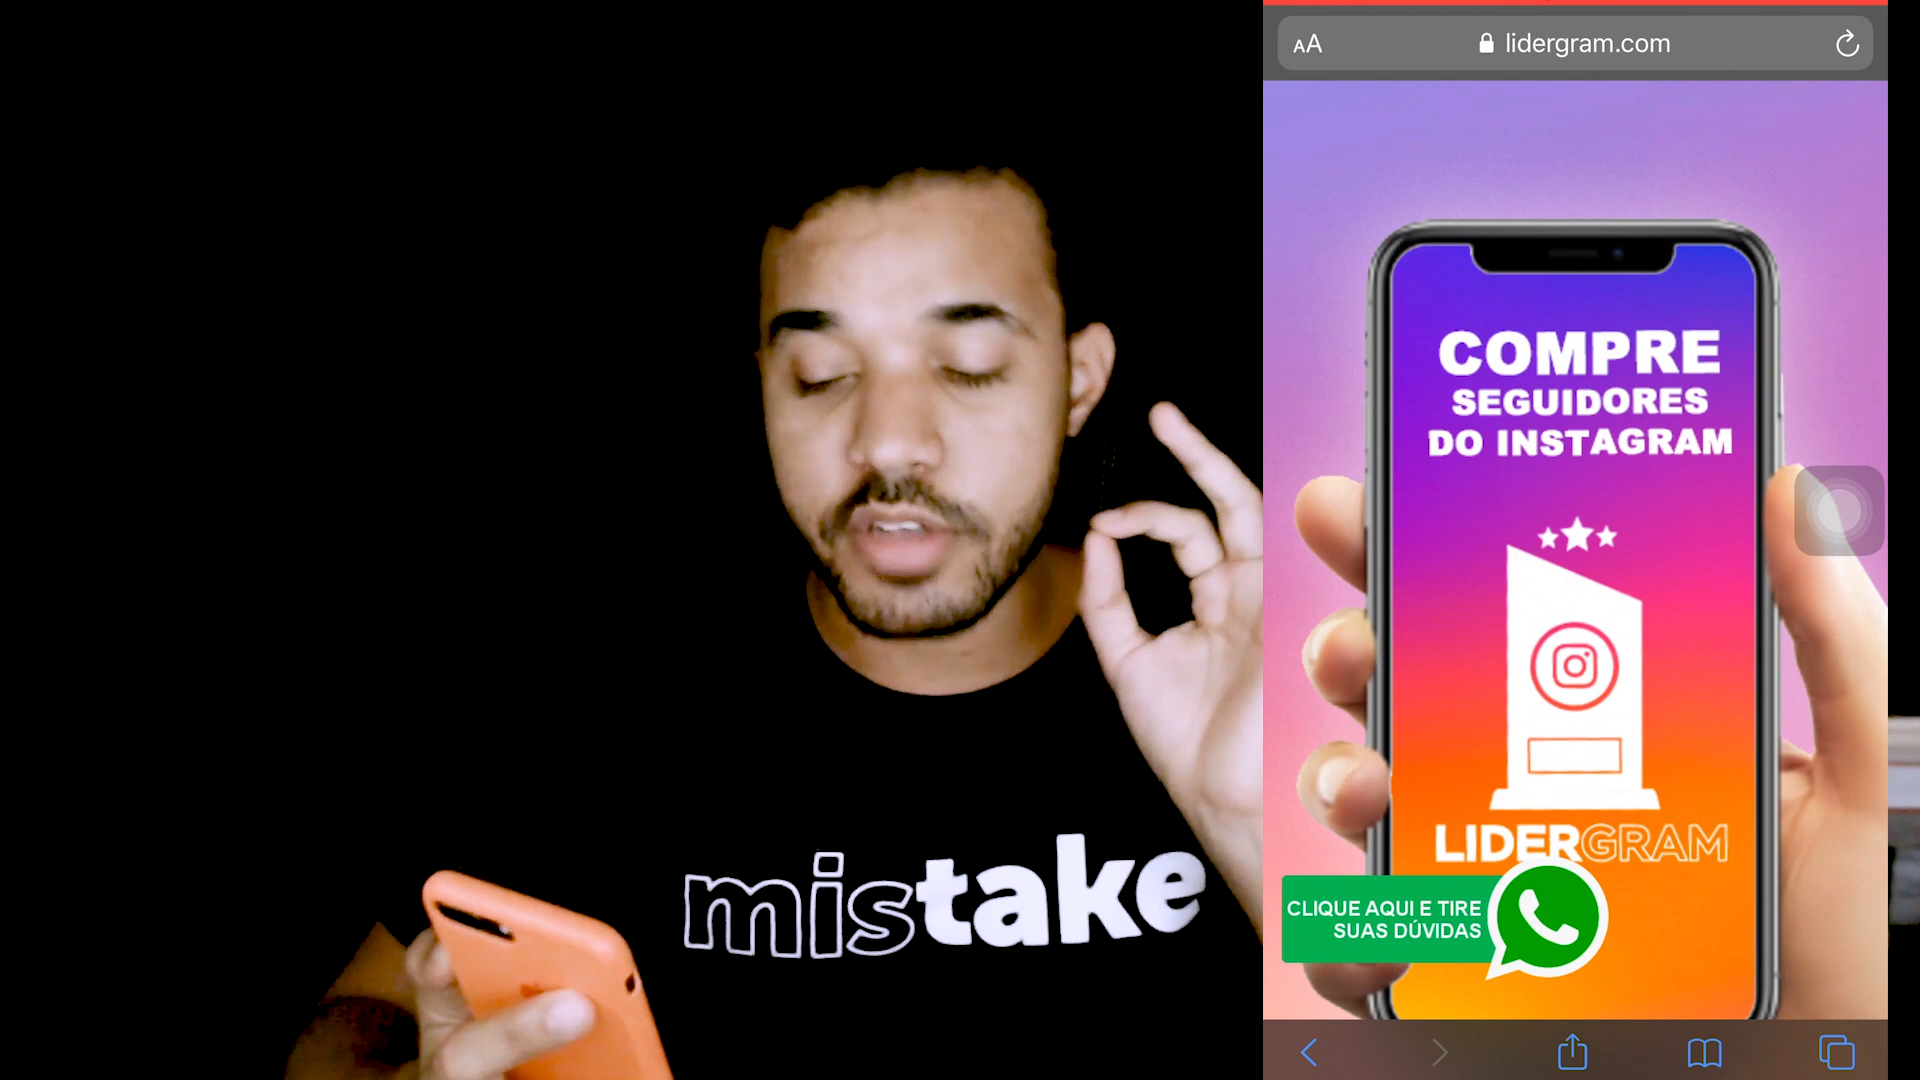 mistake
AA
lidergram.com
COMPRE
SEGUIDORES
DO INSTAGRAM
LIDERGRAM
CLIQUE AQUI E TIRE
SUAS DÚVIDAS